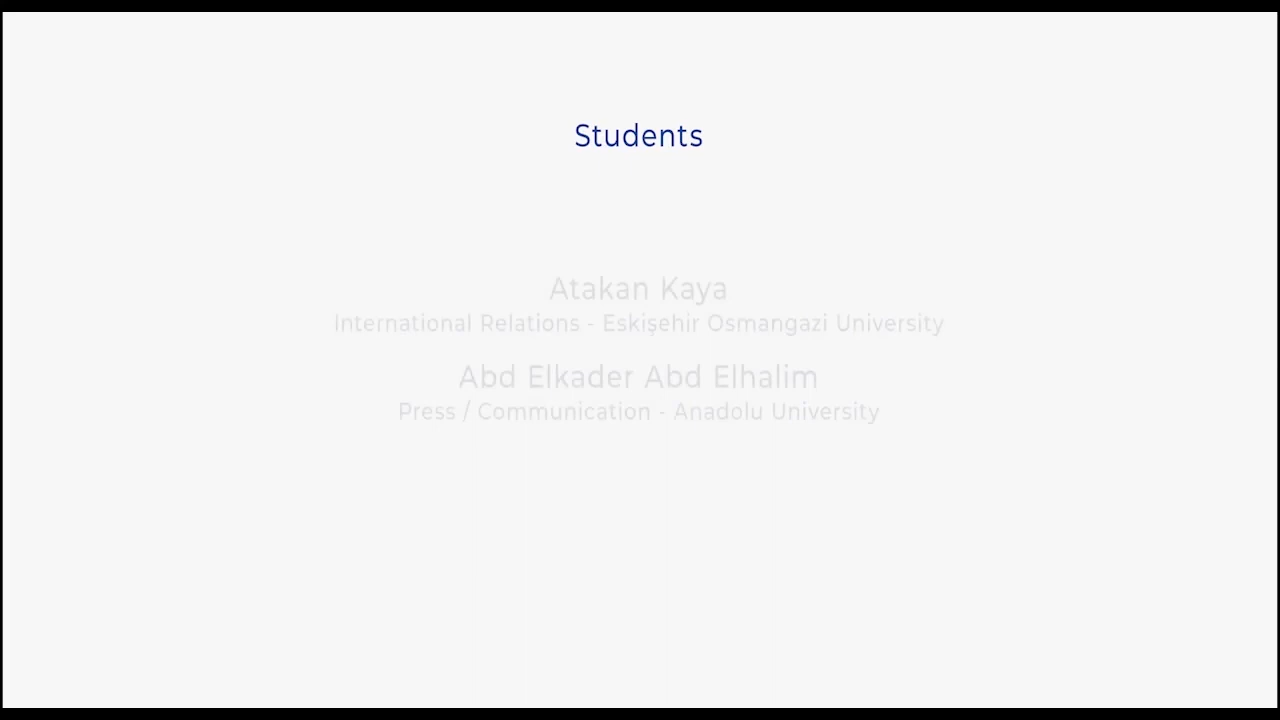 Students
Atakan Kaya
International Relations - Eskişehir Osmangazi University
Abd Elkader Abd Elhalim
Press / Communication - Anadolu University